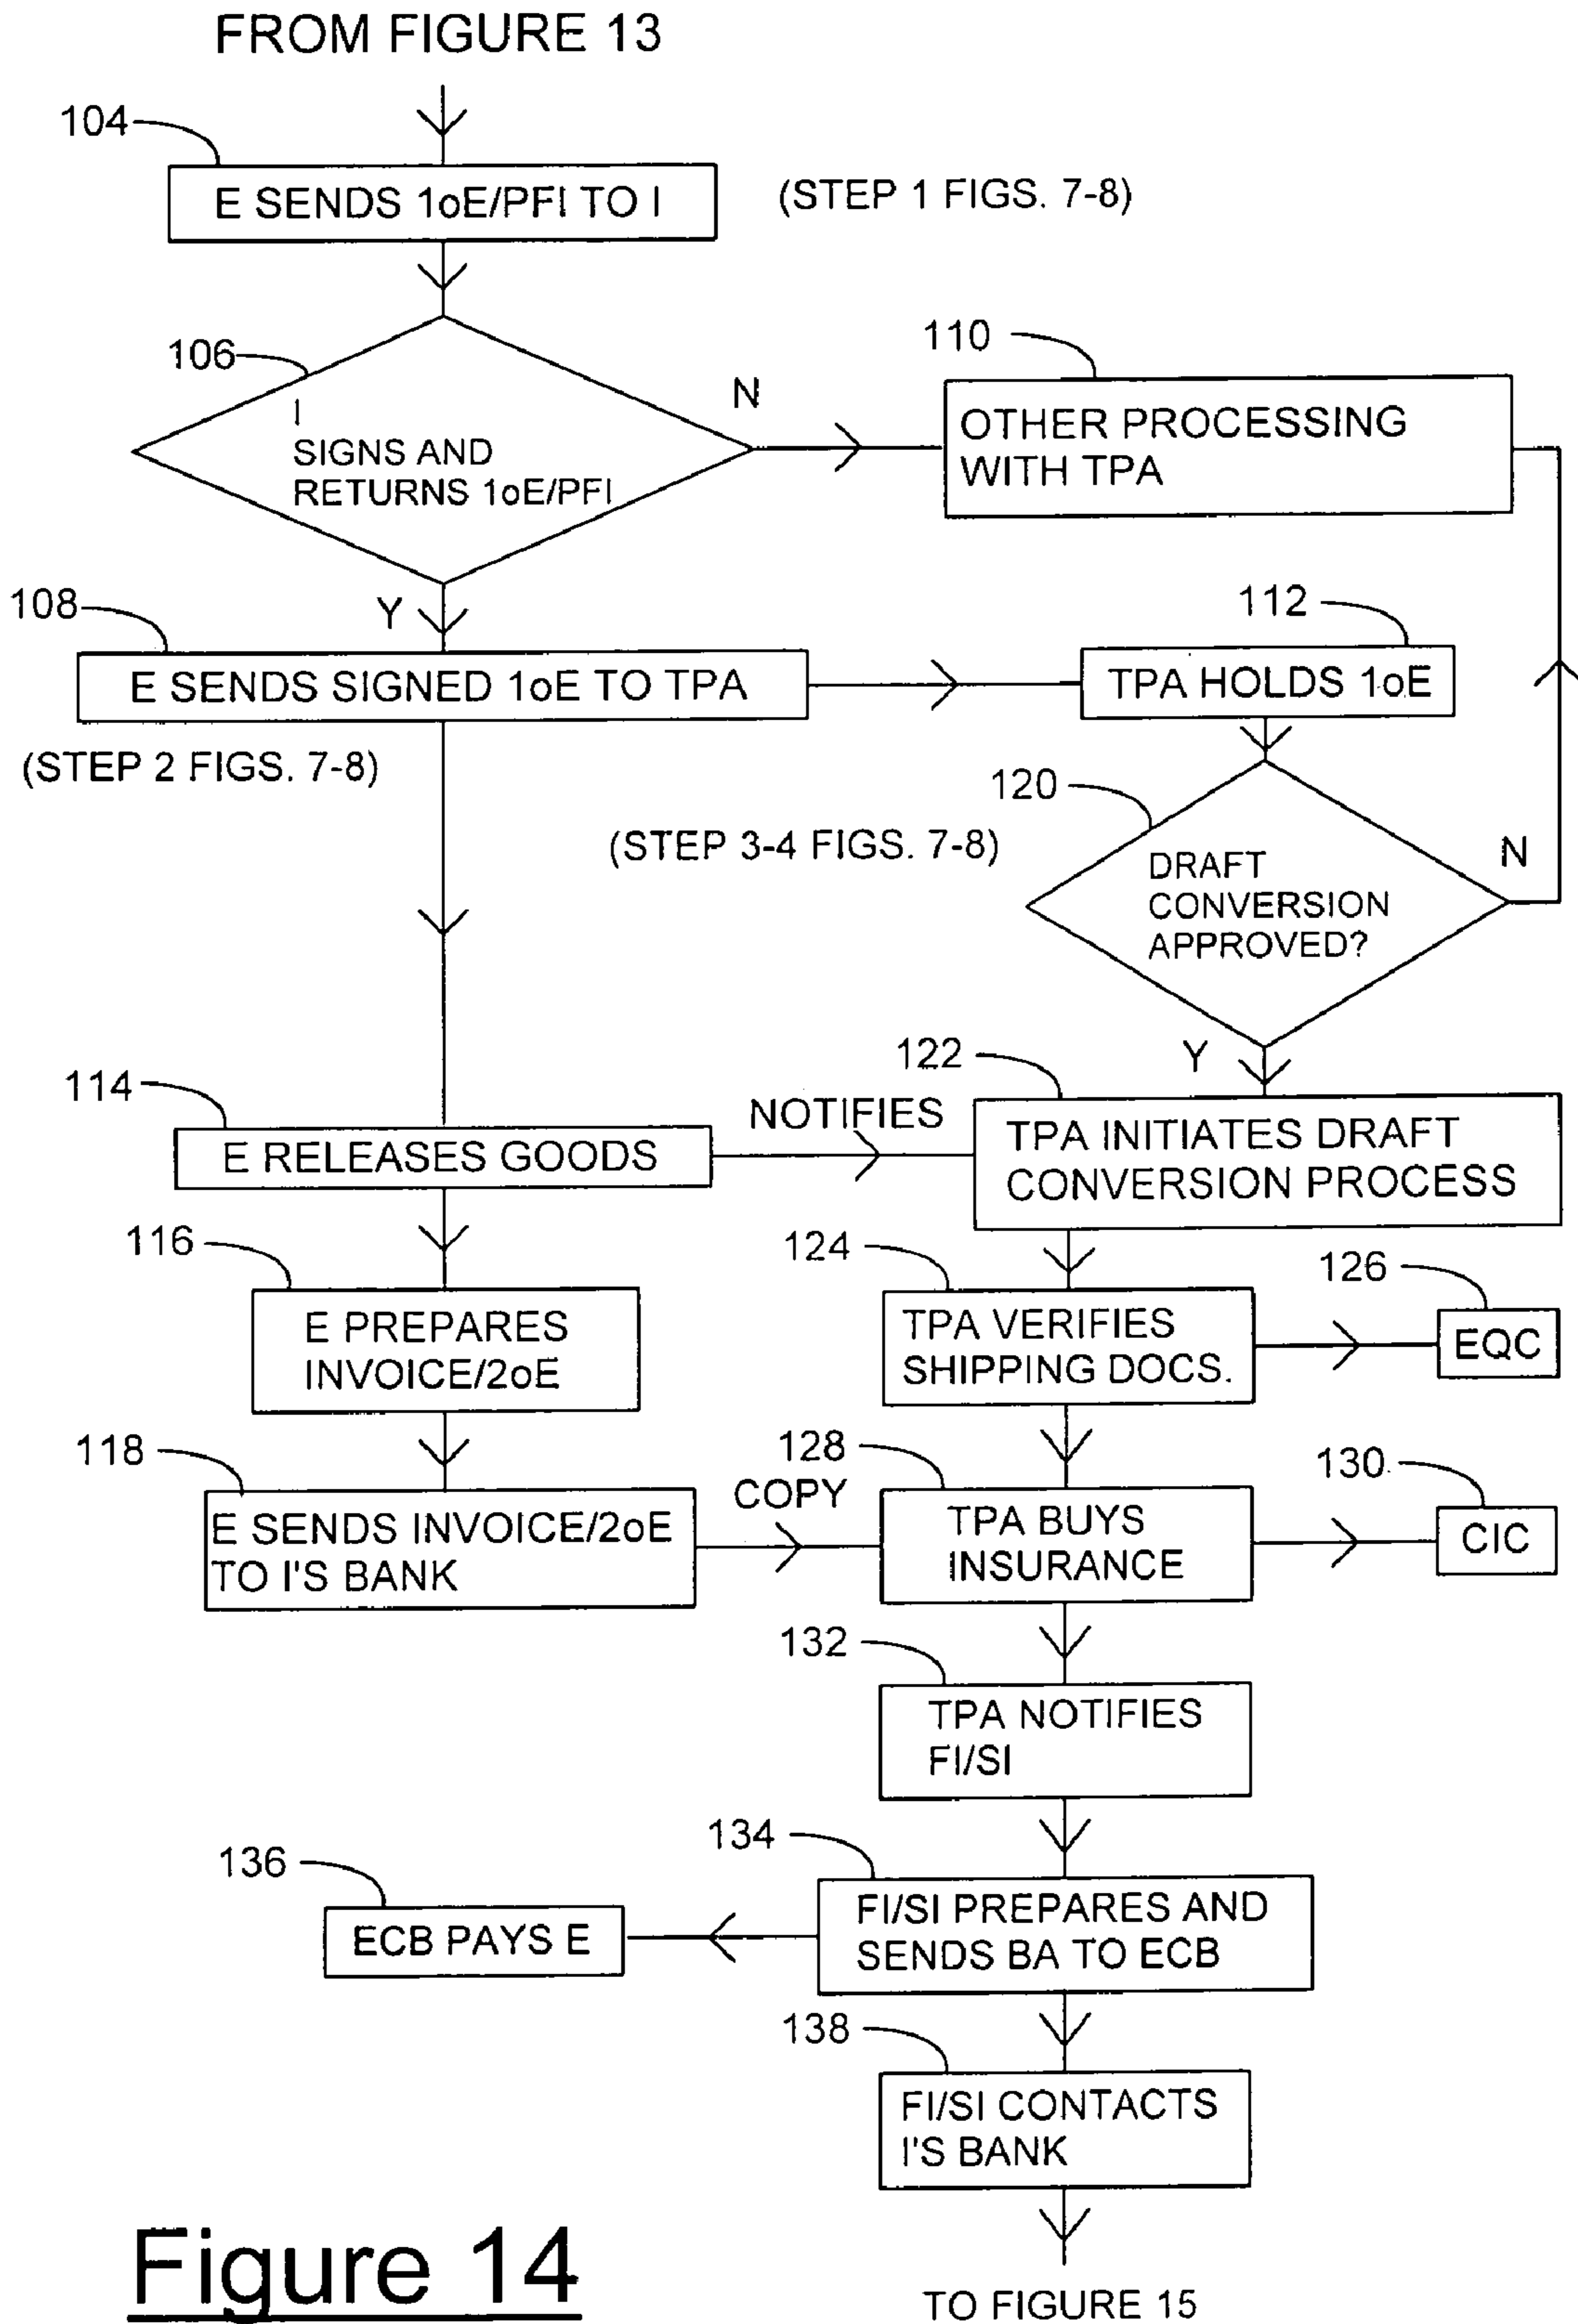 FROM FIGURE 13
104
E SENDS 1oE/PFI TO I
(STEP 1 FIGS. 7-8)
106
I
SIGNS AND
RETURNS 1oE/PFI
N
110
OTHER PROCESSING
WITH TPA
108
Y
E SENDS SIGNED 1oE TO TPA
112
TPA HOLDS 1oE
(STEP 2 FIGS. 7-8)
120
(STEP 3-4 FIGS. 7-8)
DRAFT
CONVERSION
APPROVED?
N
Y
114
E RELEASES GOODS
NOTIFIES
122
TPA INITIATES DRAFT
CONVERSION PROCESS
116
E PREPARES
INVOICE/2oE
124
TPA VERIFIES
SHIPPING DOCS.
126
EQC
118
E SENDS INVOICE/2oE
TO I'S BANK
COPY
128
TPA BUYS
INSURANCE
130
CIC
132
TPA NOTIFIES
FI/SI
134
FI/SI PREPARES AND
SENDS BA TO ECB
136
ECB PAYS E
138
FI/SI CONTACTS
I'S BANK
Figure 14
TO FIGURE 15